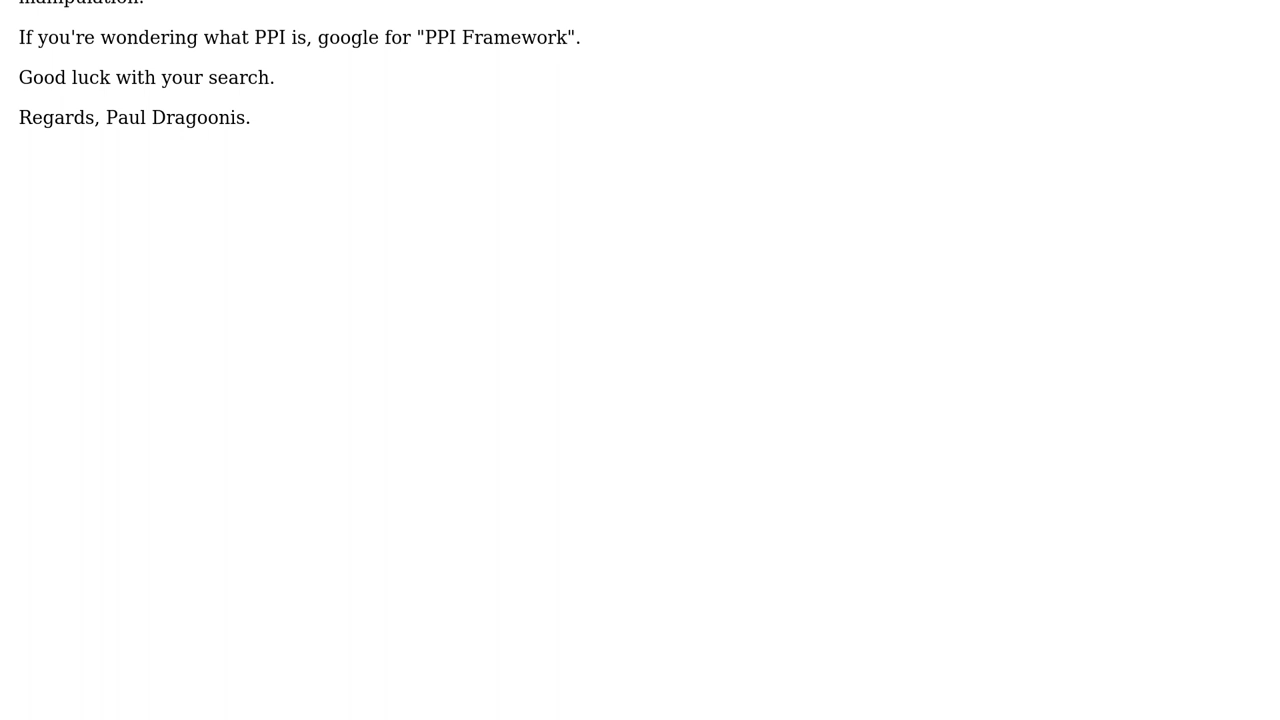 manipulation.
If you're wondering what PPI is, google for "PPI Framework".
Good luck with your search.
Regards, Paul Dragoonis.